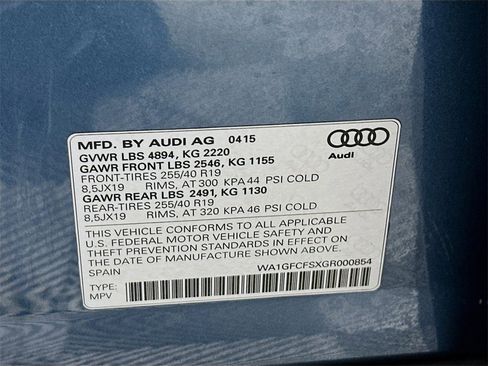 MFD. BY AUDI AG 0415
GVWR LBS 4894, KG 2220
GAWR FRONT LBS 2546, KG 1155
FRONT-TIRES 255/40 R19
8,5JX19 RIMS, AT 300 KPA 44 PSI COLD
GAWR REAR LBS 2491, KG 1130
REAR-TIRES 255/40 R19
8,5JX19 RIMS, AT 320 KPA 46 PSI COLD
Audi
THIS VEHICLE CONFORMS TO ALL APPLICABLE
U.S. FEDERAL MOTOR VEHICLE SAFETY AND
THEFT PREVENTION STANDARDS IN EFFECT ON
THE DATE OF MANUFACTURE SHOWN ABOVE.
SPAIN WA1GFCFSXGR000854
TYPE:
MPV